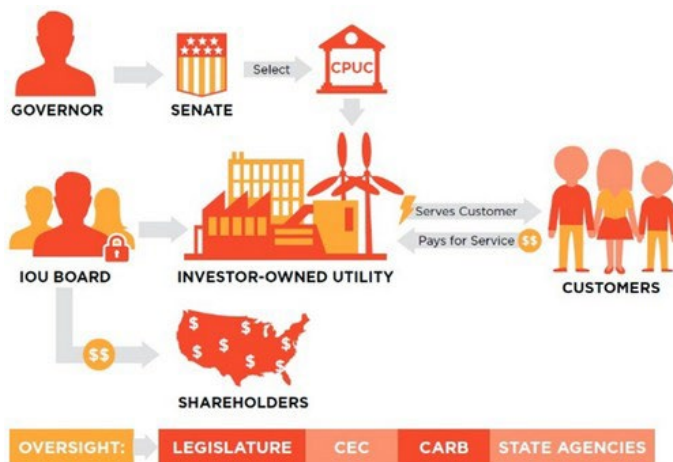 GOVERNOR
SENATE
Select
CPUC
IOU BOARD
INVESTOR-OWNED UTILITY
Serves Customer
Pays for Service $$
CUSTOMERS
$$
$ $ $ $ $ $ $ $
SHAREHOLDERS
OVERSIGHT: LEGISLATURE CEC CARB STATE AGENCIES